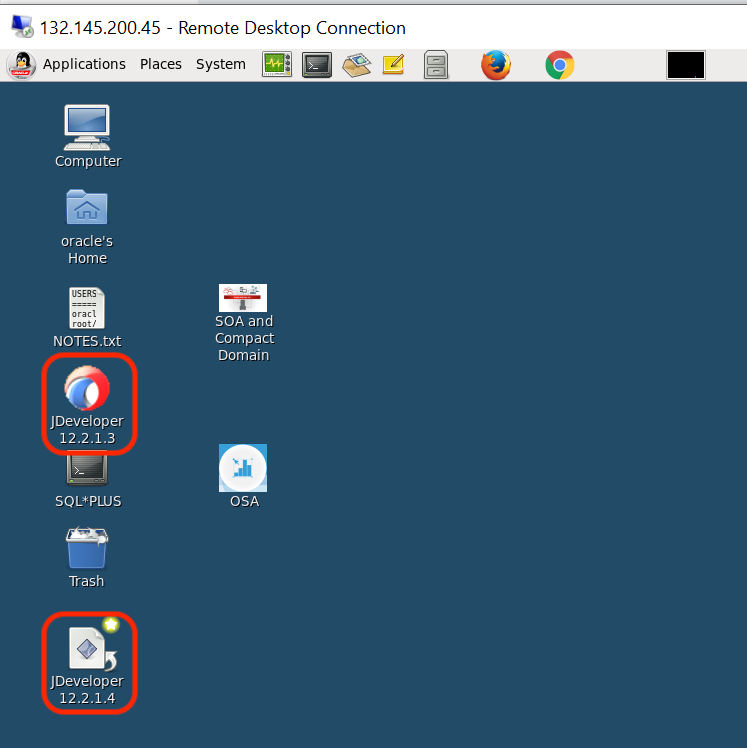 132.145.200.45 - Remote Desktop Connection
Applications Places System
Computer
oracle's
Home
USERS
=====
oracl
root/
NOTES.txt
SOA and
Compact
Domain
JDeveloper
12.2.1.3
SQL*PLUS
OSA
Trash
JDeveloper
12.2.1.4